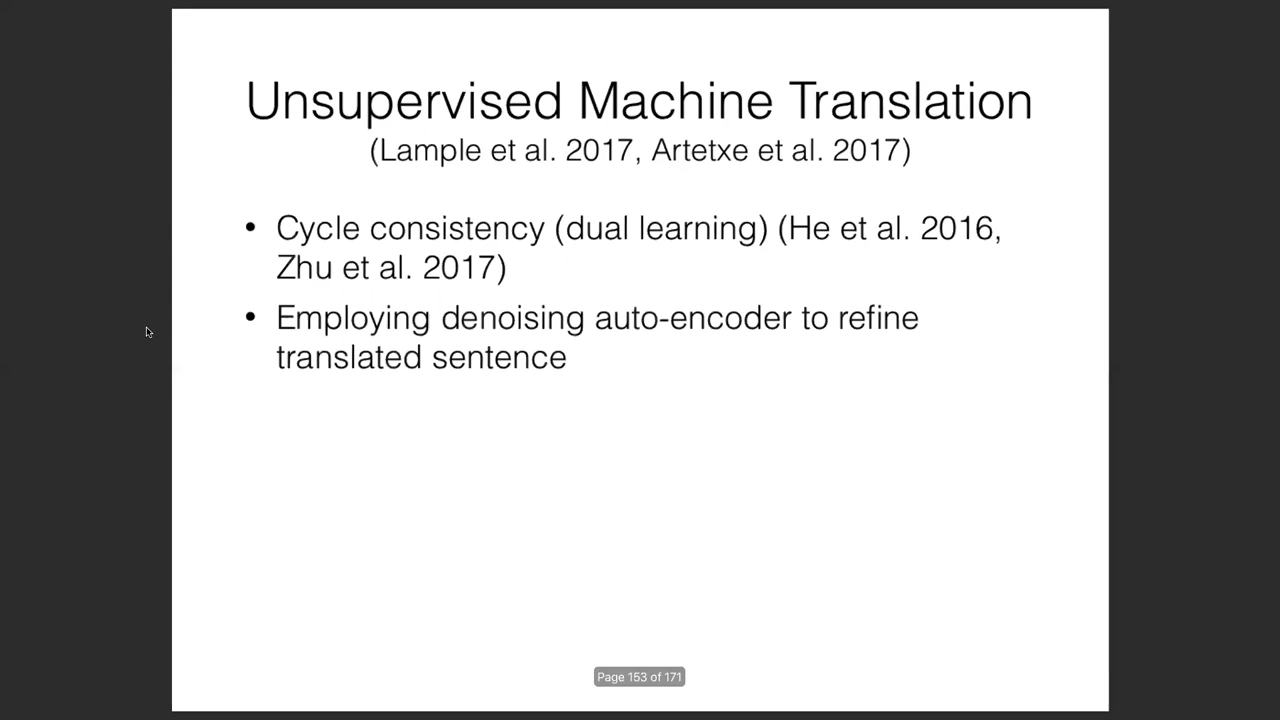 Unsupervised Machine Translation
(Lample et al. 2017, Artetxe et al. 2017)
• Cycle consistency (dual learning) (He et al. 2016,
Zhu et al. 2017)
• Employing denoising auto-encoder to refine
translated sentence
Page 153 of 171